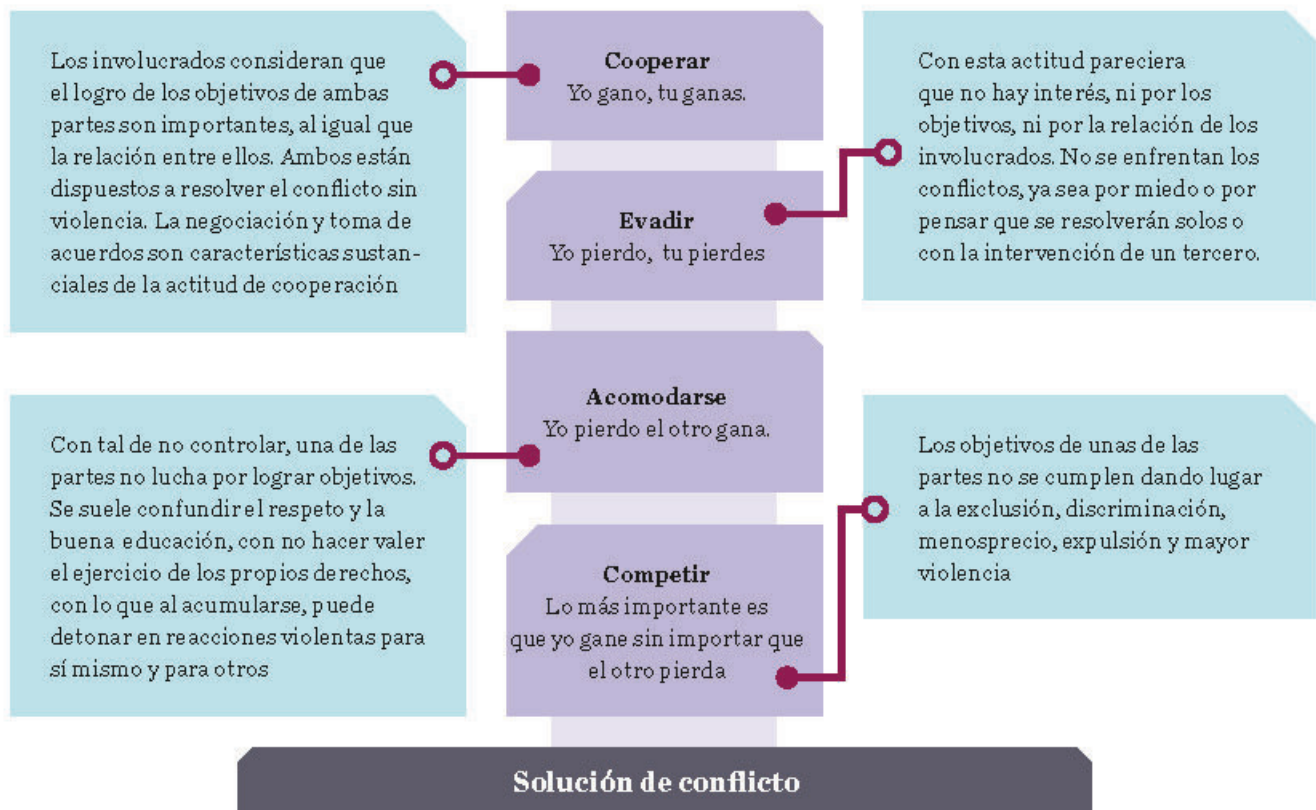 Los involucrados consideran que
el logro de los objetivos de ambas
partes son importantes, al igual que
la relación entre ellos. Ambos están
dispuestos a resolver el conflicto sin
violencia. La negociación y toma de
acuerdos son características sustan-
ciales de la actitud de cooperación
Cooperar
Yo gano, tu ganas.
Con esta actitud pareciera
que no hay interés, ni por los
objetivos, ni por la relación de los
involucrados. No se enfrentan los
conflictos, ya sea por miedo o por
pensar que se resolverán solos o
con la intervención de un tercero.
Evadir
Yo pierdo, tu pierdes
Acomodarse
Yo pierdo el otro gana.
Con tal de no controlar, una de las
partes no lucha por lograr objetivos.
Se suele confundir el respeto y la
buena educación, con no hacer valer
el ejercicio de los propios derechos,
con lo que al acumularse, puede
detonar en reacciones violentas para
sí mismo y para otros
Competir
Lo más importante es
que yo gane sin importar que
el otro pierda
Los objetivos de unas de las
partes no se cumplen dando lugar
a la exclusión, discriminación,
menosprecio, expulsión y mayor
violencia
Solución de conflicto